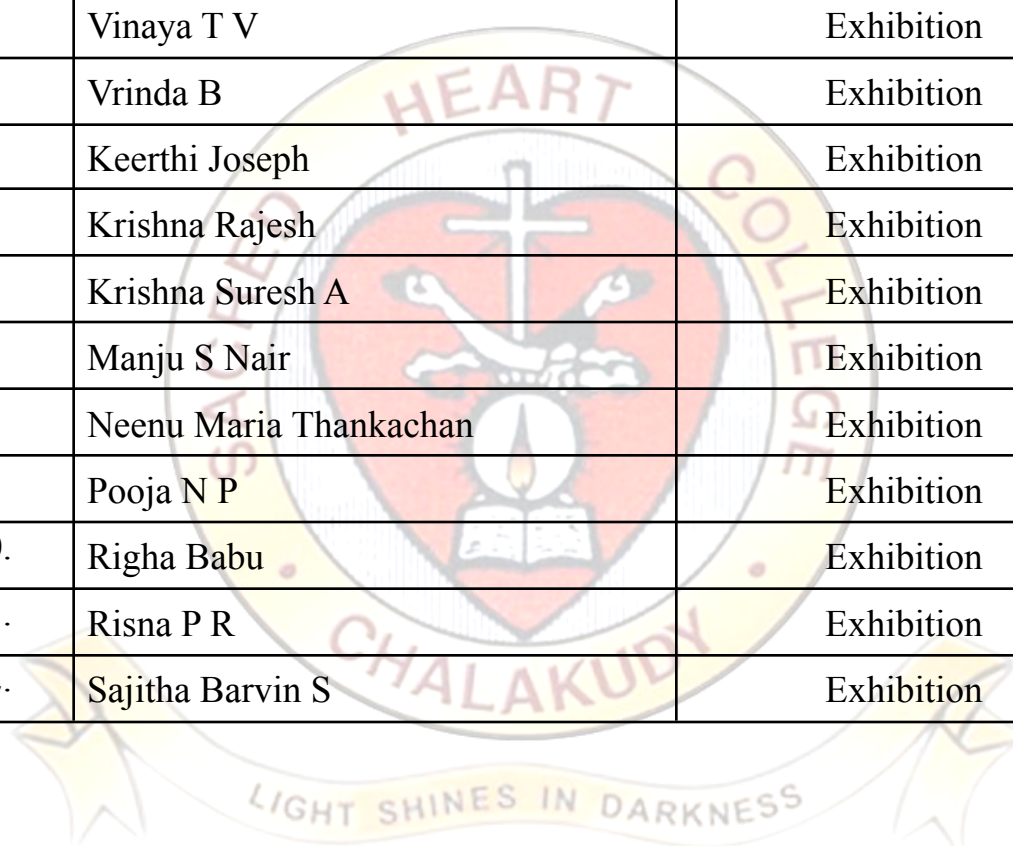 Vinaya T V Exhibition
Vrinda B Exhibition
Keerthi Joseph Exhibition
Krishna Rajesh Exhibition
Krishna Suresh A Exhibition
Manju S Nair Exhibition
Neenu Maria Thankachan Exhibition
Pooja N P Exhibition
Righa Babu Exhibition
Risna P R Exhibition
Sajitha Barvin S Exhibition
SACRED HEART COLLEGE
CHALAKUDY
LIGHT SHINES IN DARKNESS